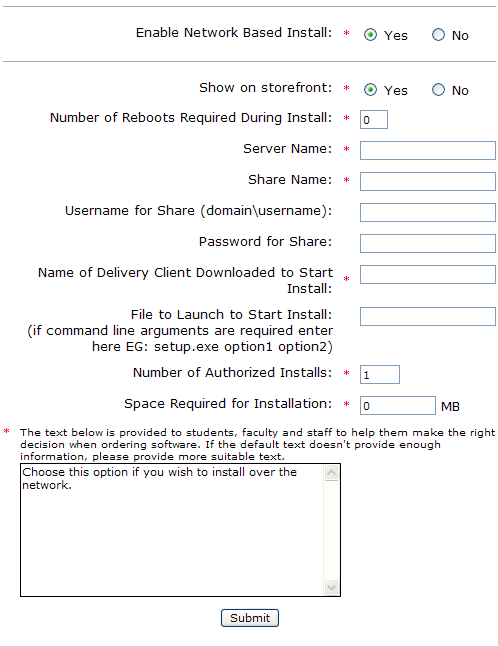 Enable Network Based Install: * Yes No
Show on storefront: * Yes No
Number of Reboots Required During Install: * 0
Server Name: *
Share Name: *
Username for Share (domain\username):
Password for Share:
Name of Delivery Client Downloaded to Start
Install: *
File to Launch to Start Install:
(if command line arguments are required enter
here EG: setup.exe option1 option2)
Number of Authorized Installs: * 1
Space Required for Installation: * 0 MB
* The text below is provided to students, faculty and staff to help them make the right
decision when ordering software. If the default text doesn't provide enough
information, please provide more suitable text.
Choose this option if you wish to install over the
network.
Submit